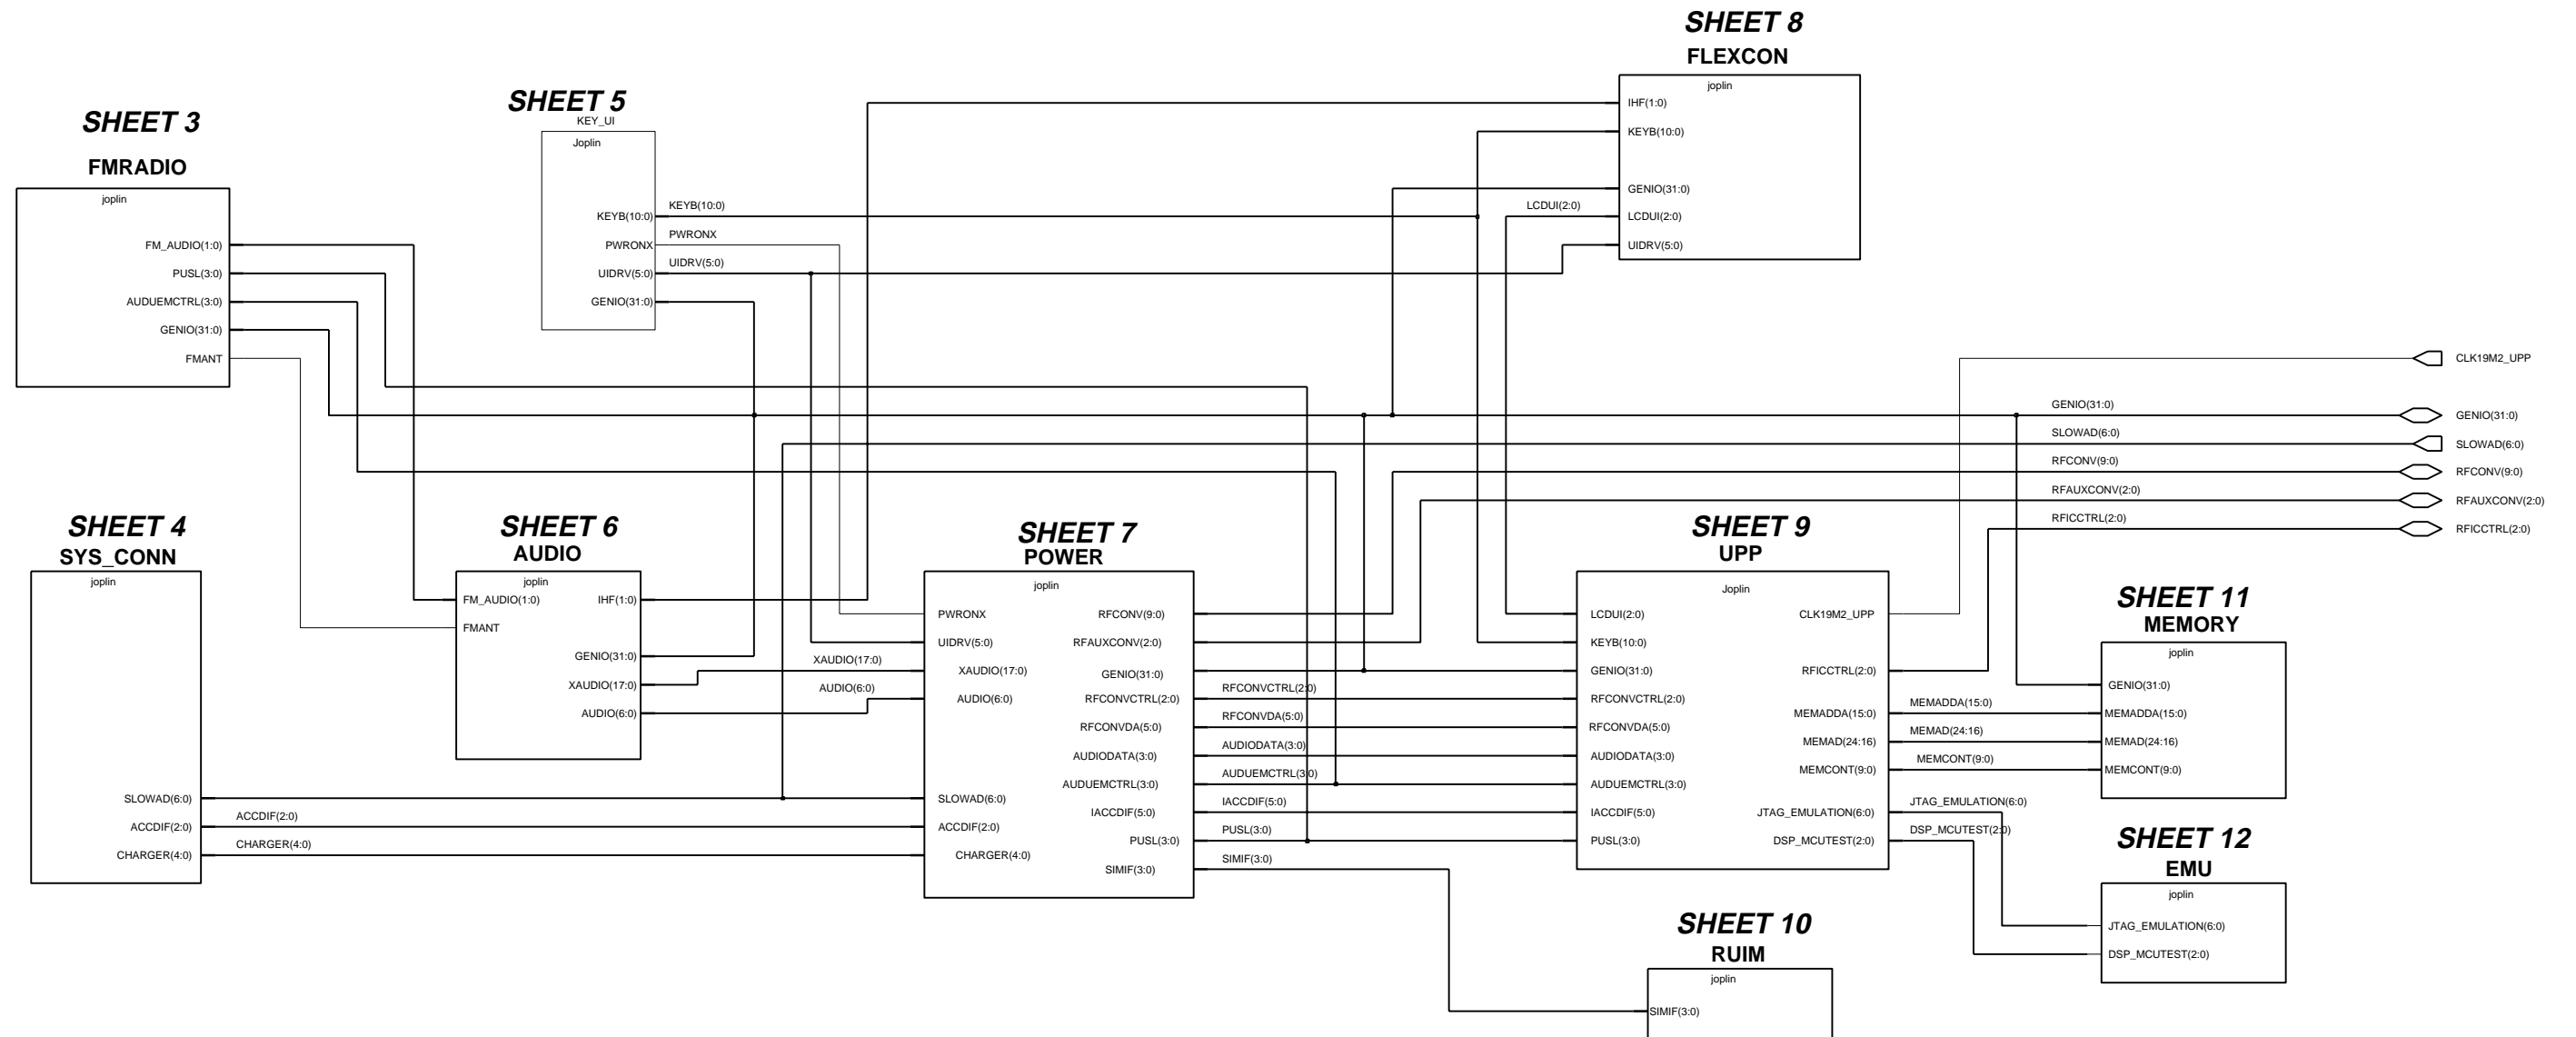 SHEET 8
FLEXCON
joplin
IHF(1:0)
KEYB(10:0)
GENIO(31:0)
LCDUI(2:0)
LCDUI(2:0)
UIDRV(5:0)
SHEET 5
KEY_UI
Joplin
KEYB(10:0)
KEYB(10:0)
PWRONX
PWRONX
UIDRV(5:0)
UIDRV(5:0)
GENIO(31:0)
SHEET 3
FMRADIO
joplin
FM_AUDIO(1:0)
PUSL(3:0)
AUDUEMCTRL(3:0)
GENIO(31:0)
FMANT
CLK19M2_UPP
GENIO(31:0)
GENIO(31:0)
SLOWAD(6:0)
SLOWAD(6:0)
RFCONV(9:0)
RFCONV(9:0)
RFAUXCONV(2:0)
RFAUXCONV(2:0)
RFICCTRL(2:0)
RFICCTRL(2:0)
SHEET 4
SYS_CONN
joplin
SLOWAD(6:0)
ACCDIF(2:0)
ACCDIF(2:0)
CHARGER(4:0)
CHARGER(4:0)
SHEET 6
AUDIO
joplin
FM_AUDIO(1:0)
IHF(1:0)
FMANT
GENIO(31:0)
XAUDIO(17:0)
XAUDIO(17:0)
AUDIO(6:0)
AUDIO(6:0)
SHEET 7
POWER
joplin
PWRONX
RFCONV(9:0)
UIDRV(5:0)
RFAUXCONV(2:0)
XAUDIO(17:0)
GENIO(31:0)
AUDIO(6:0)
RFCONVCTRL(2:0)
RFCONVCTRL(2:0)
RFCONVDA(5:0)
RFCONVDA(5:0)
AUDIODATA(3:0)
AUDIODATA(3:0)
AUDUEMCTRL(3:0)
AUDUEMCTRL(3:0)
SLOWAD(6:0)
IACCDIF(5:0)
IACCDIF(5:0)
ACCDIF(2:0)
PUSL(3:0)
PUSL(3:0)
CHARGER(4:0)
SIMIF(3:0)
SIMIF(3:0)
SHEET 9
UPP
Joplin
LCDUI(2:0)
CLK19M2_UPP
KEYB(10:0)
GENIO(31:0)
RFICCTRL(2:0)
RFCONVCTRL(2:0)
MEMADDA(15:0)
MEMADDA(15:0)
RFCONVDA(5:0)
MEMAD(24:16)
MEMAD(24:16)
AUDIODATA(3:0)
MEMCONT(9:0)
MEMCONT(9:0)
AUDUEMCTRL(3:0)
IACCDIF(5:0)
JTAG_EMULATION(6:0)
JTAG_EMULATION(6:0)
PUSL(3:0)
DSP_MCUTEST(2:0)
DSP_MCUTEST(2:0)
SHEET 11
MEMORY
joplin
GENIO(31:0)
MEMADDA(15:0)
MEMAD(24:16)
MEMCONT(9:0)
SHEET 12
EMU
joplin
JTAG_EMULATION(6:0)
DSP_MCUTEST(2:0)
SHEET 10
RUIM
joplin
SIMIF(3:0)